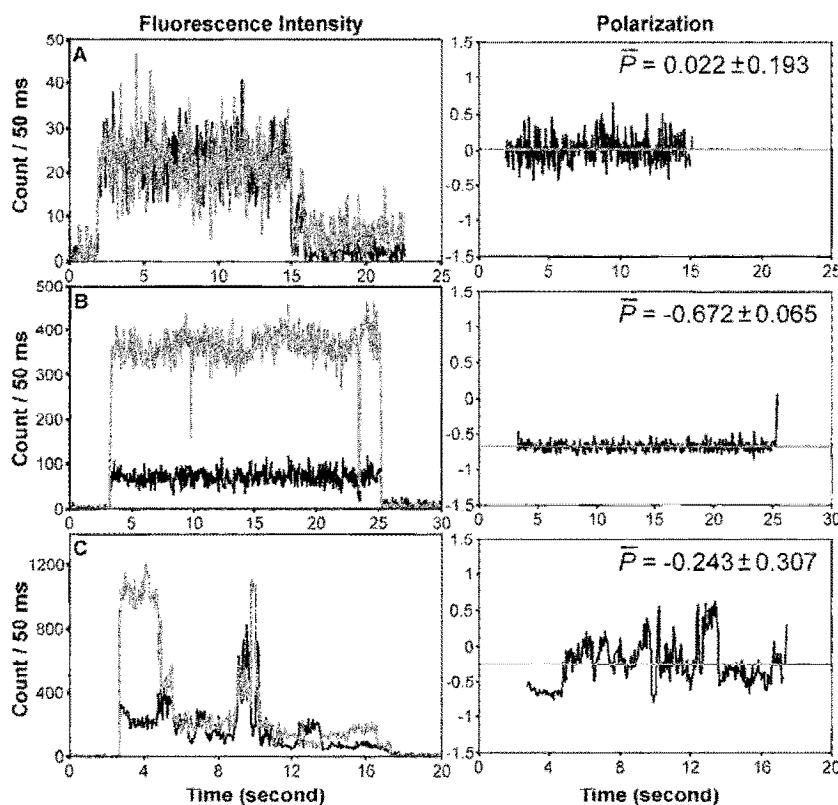 Fluorescence Intensity
Polarization
A
Count / 50 ms
50
40
30
20
10
0
0 5 10 15 20 25
P̅ = 0.022 ± 0.193
1.5
1
0.5
0
-0.5
-1
-1.5
0 5 10 15 20 25
B
Count / 50 ms
500
400
300
200
100
0
0 5 10 15 20 25 30
P̅ = -0.672 ± 0.065
1.5
1
0.5
0
-0.5
-1
-1.5
0 5 10 15 20 25 30
C
Count / 50 ms
1200
800
400
0
0 4 8 12 16 20
Time (second)
P̅ = -0.243 ± 0.307
1.5
1
0.5
0
-0.5
-1
-1.5
0 4 8 12 16 20
Time (second)